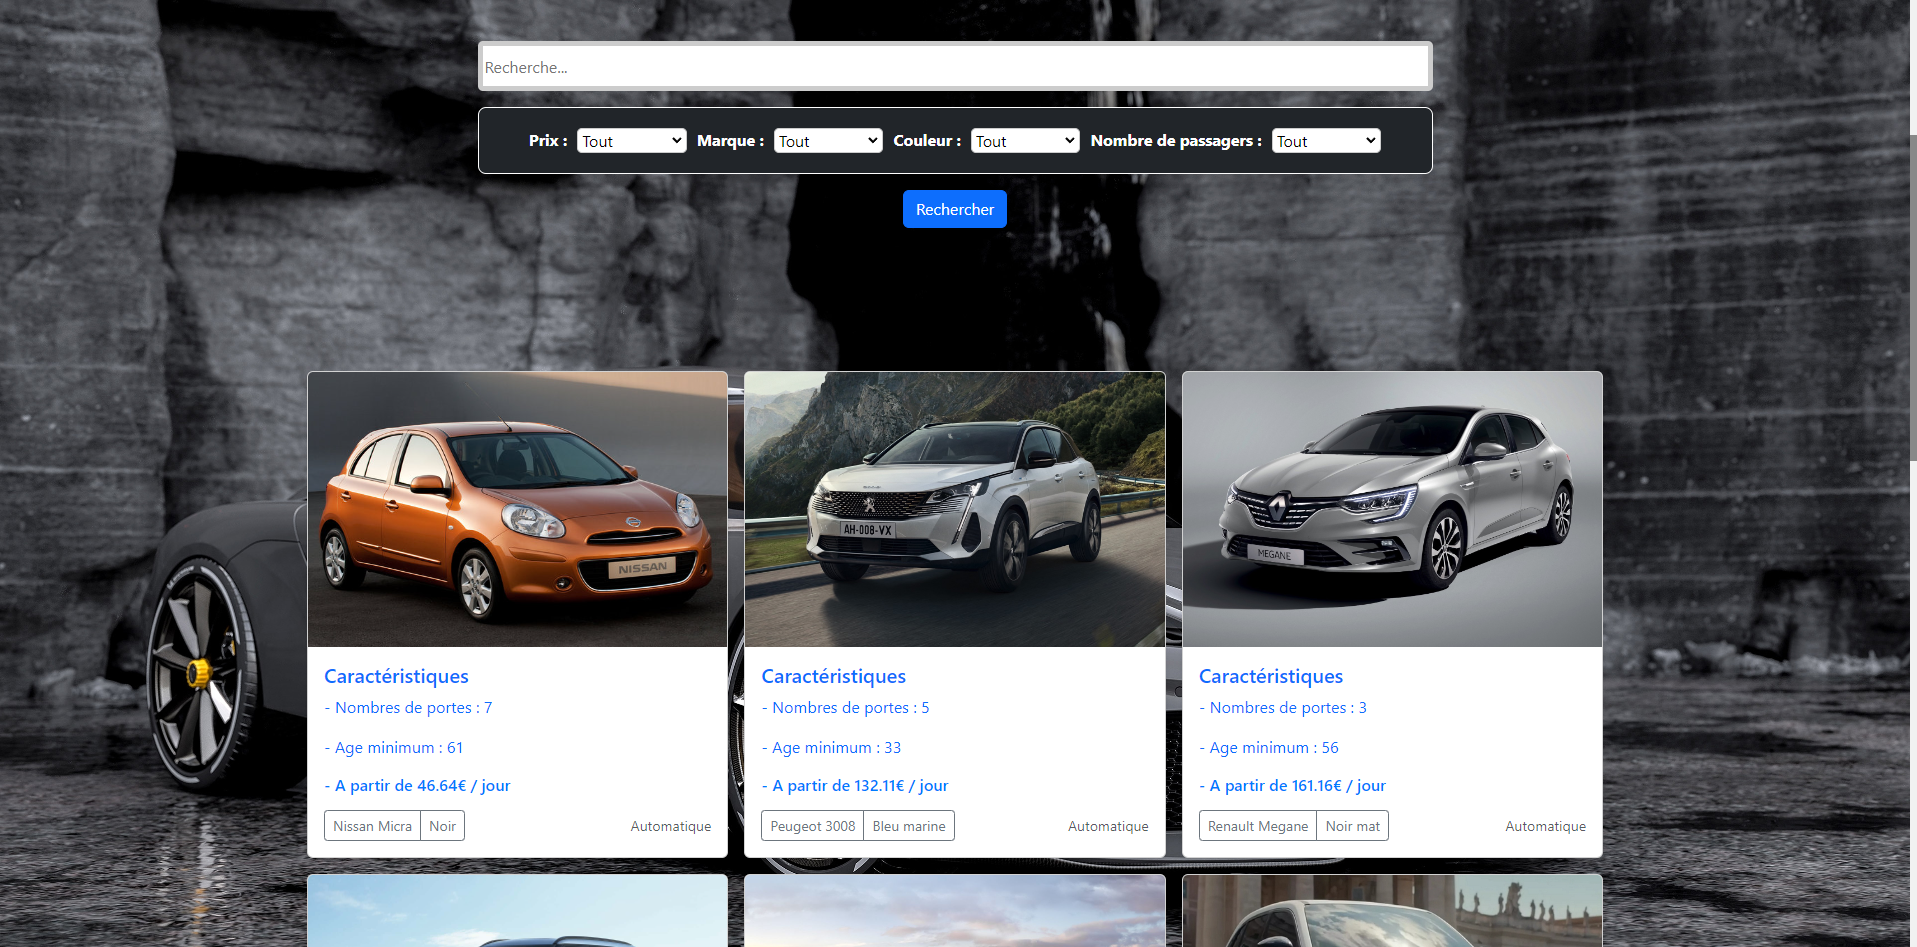 Recherche...
Prix : Tout Marque : Tout Couleur : Tout Nombre de passagers : Tout
Rechercher
NISSAN
AH-008-VX
MEGANE
Caractéristiques
- Nombres de portes : 7
- Age minimum : 61
- A partir de 46.64€ / jour
Nissan Micra Noir Automatique
Caractéristiques
- Nombres de portes : 5
- Age minimum : 33
- A partir de 132.11€ / jour
Peugeot 3008 Bleu marine Automatique
Caractéristiques
- Nombres de portes : 3
- Age minimum : 56
- A partir de 161.16€ / jour
Renault Megane Noir mat Automatique